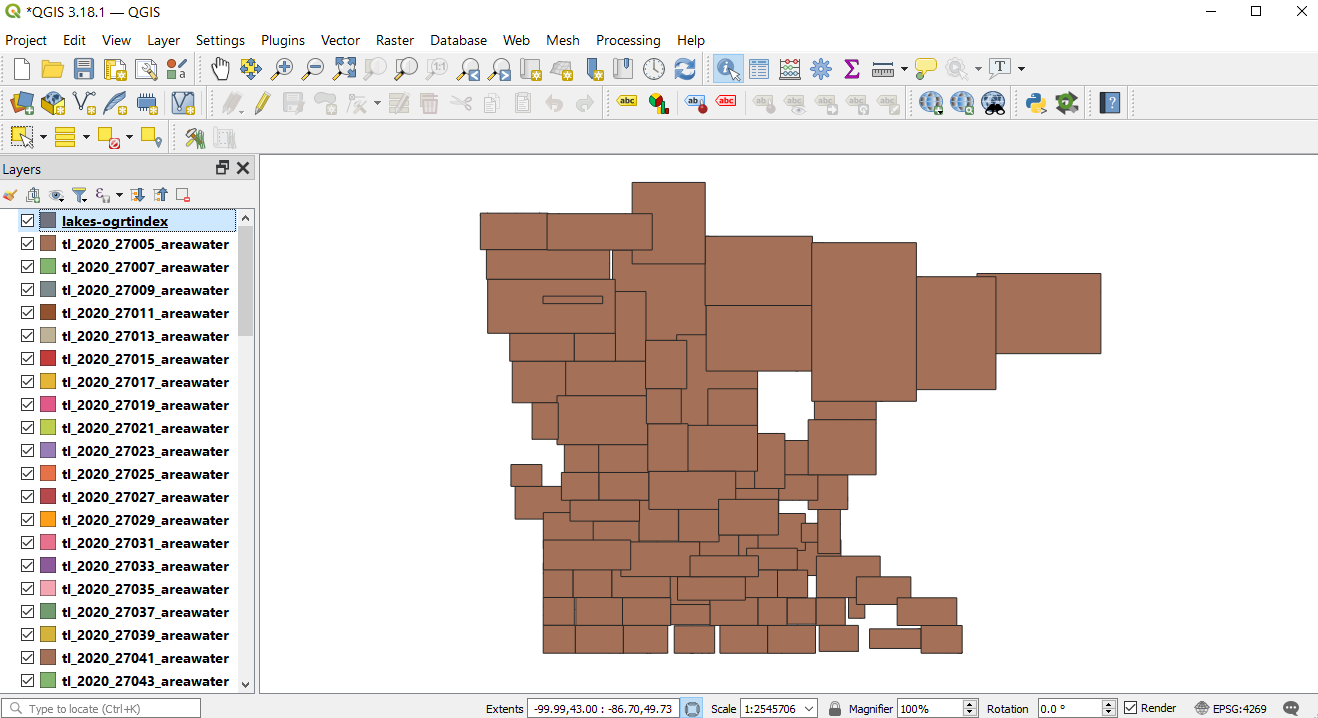 *QGIS 3.18.1 — QGIS
Project Edit View Layer Settings Plugins Vector Raster Database Web Mesh Processing Help
Layers
lakes-ogrtindex
tl_2020_27005_areawater
tl_2020_27007_areawater
tl_2020_27009_areawater
tl_2020_27011_areawater
tl_2020_27013_areawater
tl_2020_27015_areawater
tl_2020_27017_areawater
tl_2020_27019_areawater
tl_2020_27021_areawater
tl_2020_27023_areawater
tl_2020_27025_areawater
tl_2020_27027_areawater
tl_2020_27029_areawater
tl_2020_27031_areawater
tl_2020_27033_areawater
tl_2020_27035_areawater
tl_2020_27037_areawater
tl_2020_27039_areawater
tl_2020_27041_areawater
tl_2020_27043_areawater
Type to locate (Ctrl+K) Extents -99.99,43.00 : -86.70,49.73 Scale 1:2545706 Magnifier 100% Rotation 0.0 ° Render EPSG:4269